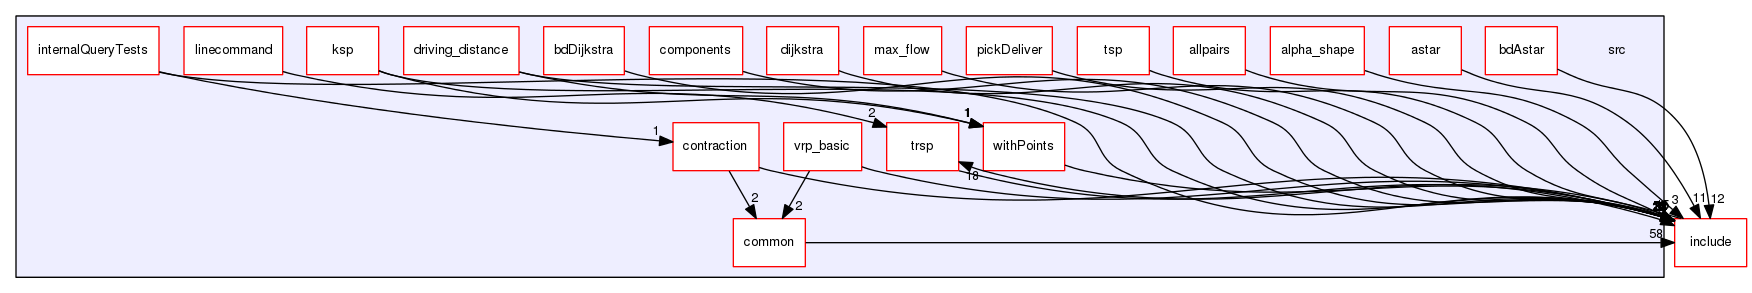 internalQueryTests
linecommand
ksp
driving_distance
bdDijkstra
components
dijkstra
max_flow
pickDeliver
tsp
allpairs
alpha_shape
astar
bdAstar
src
2
1
1
contraction
vrp_basic
trsp
withPoints
18
2
2
3
11
12
58
common
include